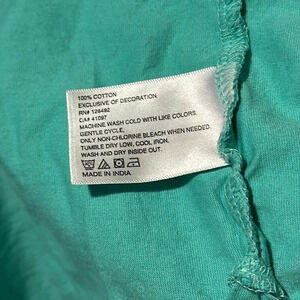 100% COTTON
EXCLUSIVE OF DECORATION
RN# 128492
CA# 41097
MACHINE WASH COLD WITH LIKE COLORS,
GENTLE CYCLE,
ONLY NON-CHLORINE BLEACH WHEN NEEDED,
TUMBLE DRY LOW, COOL IRON.
WASH AND DRY INSIDE OUT.
MADE IN INDIA